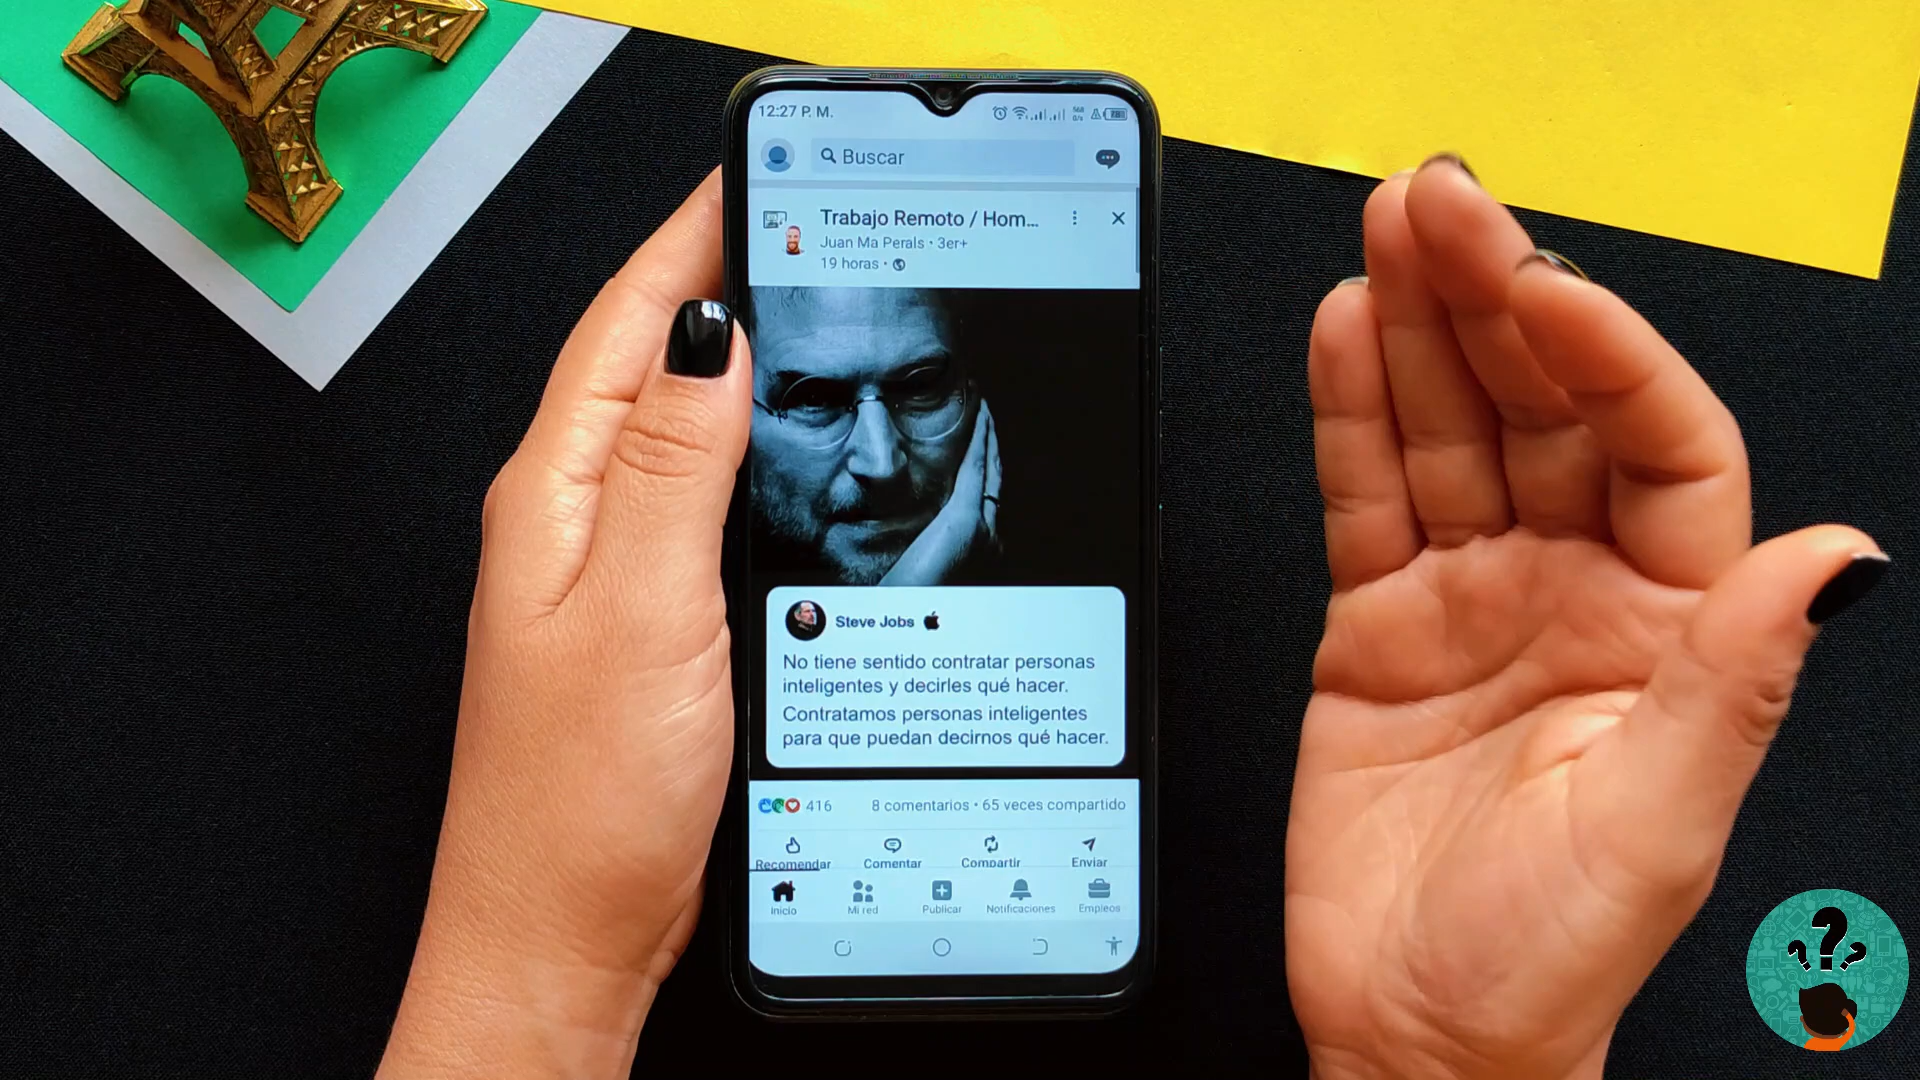 12:27 P. M.
Buscar
Trabajo Remoto / Hom...
Juan Ma Perals • 3er+
19 horas •
Steve Jobs
No tiene sentido contratar personas
inteligentes y decirles qué hacer.
Contratamos personas inteligentes
para que puedan decirnos qué hacer.
416 8 comentarios • 65 veces compartido
Recomendar Comentar Compartir Enviar
Inicio Mi red Publicar Notificaciones Empleos
???